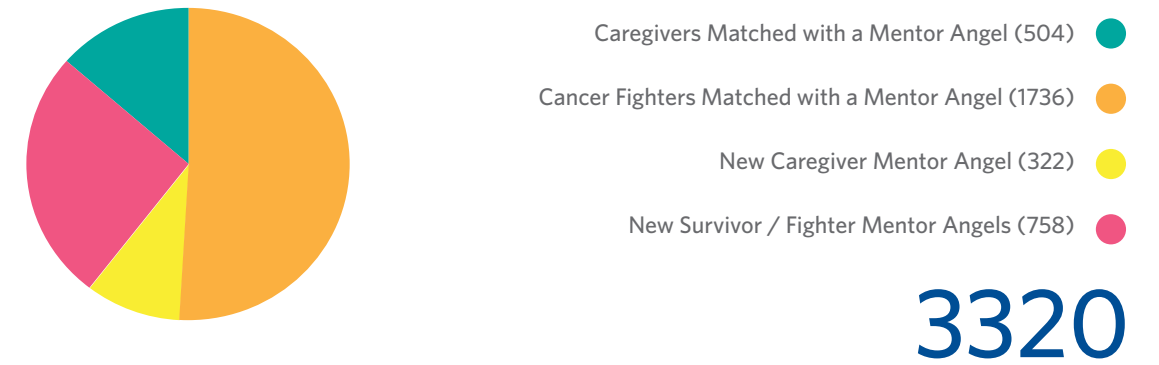 Caregivers Matched with a Mentor Angel (504)
Cancer Fighters Matched with a Mentor Angel (1736)
New Caregiver Mentor Angel (322)
New Survivor / Fighter Mentor Angels (758)
3320